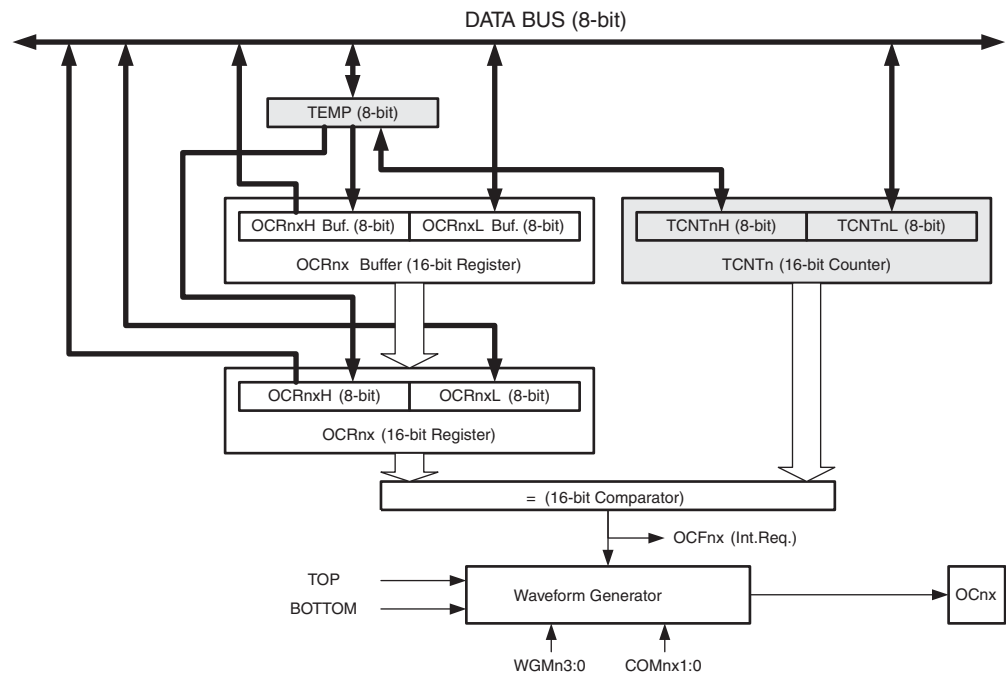 DATA BUS (8-bit)
TEMP (8-bit)
OCRnxH Buf. (8-bit) OCRnxL Buf. (8-bit)
OCRnx Buffer (16-bit Register)
TCNTnH (8-bit) TCNTnL (8-bit)
TCNTn (16-bit Counter)
OCRnxH (8-bit) OCRnxL (8-bit)
OCRnx (16-bit Register)
= (16-bit Comparator)
OCFnx (Int.Req.)
TOP
BOTTOM
Waveform Generator
OCnx
WGMn3:0 COMnx1:0